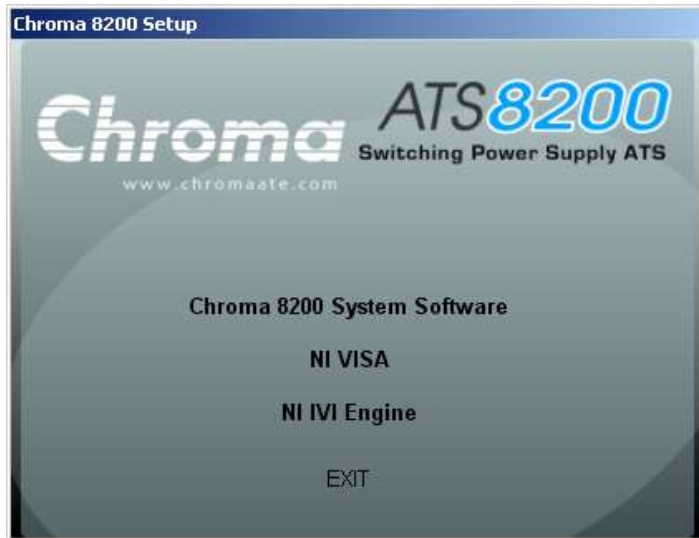 Chroma 8200 Setup
Chroma
www.chromaate.com
ATS8200
Switching Power Supply ATS
Chroma 8200 System Software
NI VISA
NI IVI Engine
EXIT